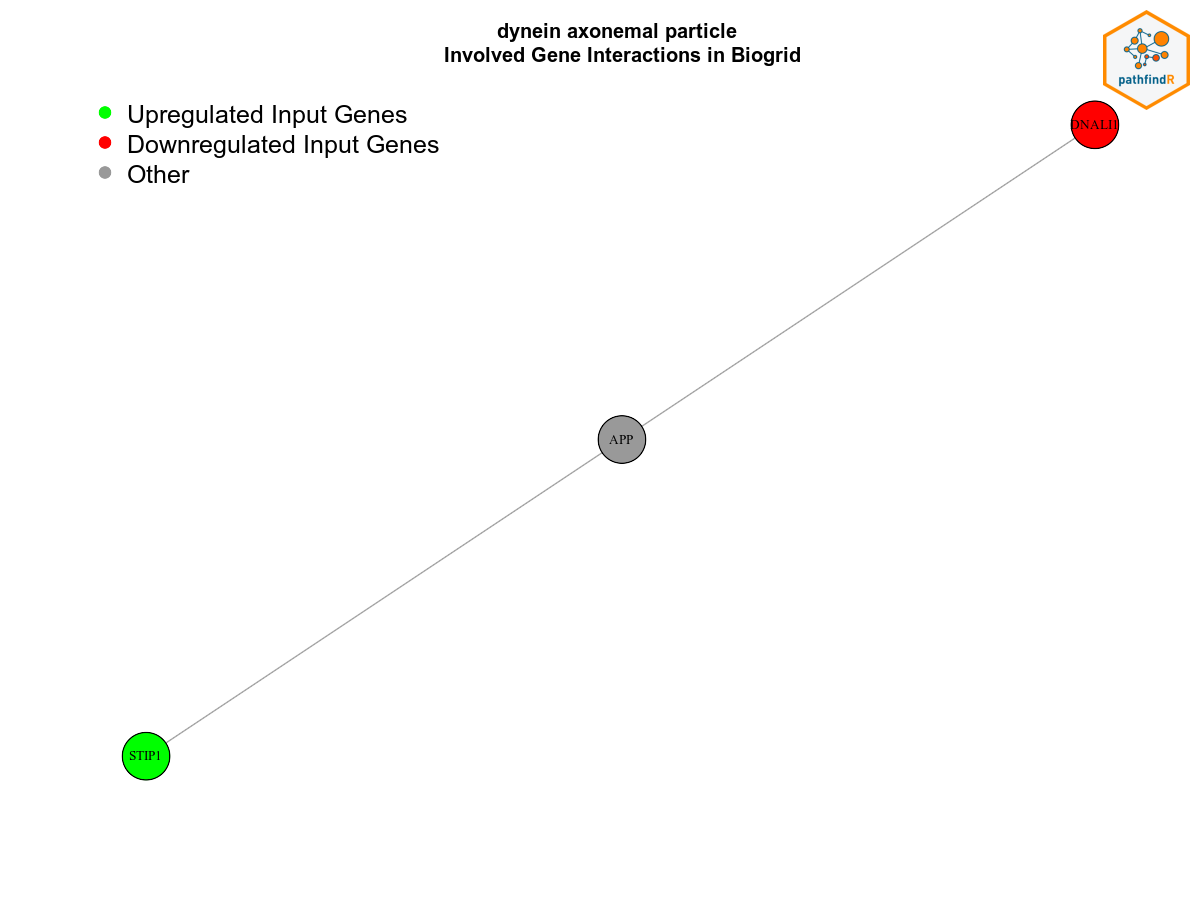 dynein axonemal particle
Involved Gene Interactions in Biogrid
pathfindR
Upregulated Input Genes
Downregulated Input Genes
Other
DNALI1
APP
STIP1